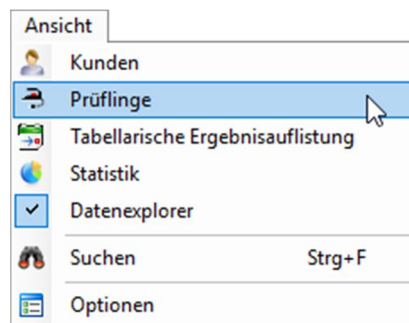 Ansicht
Kunden
Prüflinge
Tabellarische Ergebnisauflistung
Statistik
Datenexplorer
Suchen Strg+F
Optionen